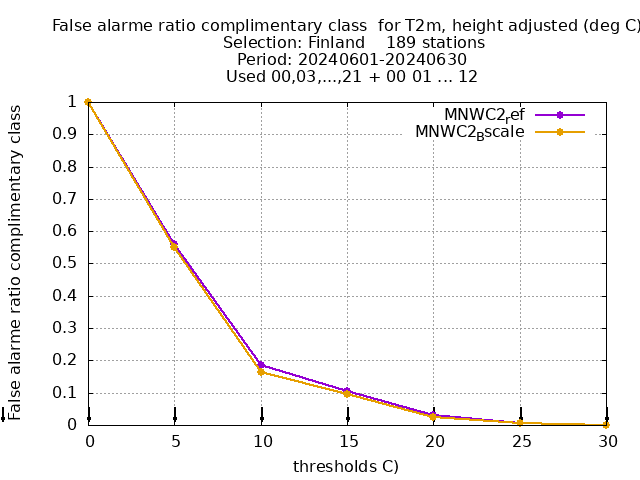 False alarme ratio complimentary class  for T2m, height adjusted (deg C)
Selection: Finland    189 stations
Period: 20240601-20240630
Used 00,03,...,21 + 00 01 ... 12
MNWC2ref
MNWC2Bscale
1
0.9
0.8
0.7
0.6
0.5
0.4
0.3
0.2
0.1
0
False alarme ratio complimentary class
0 5 10 15 20 25 30
thresholds C)